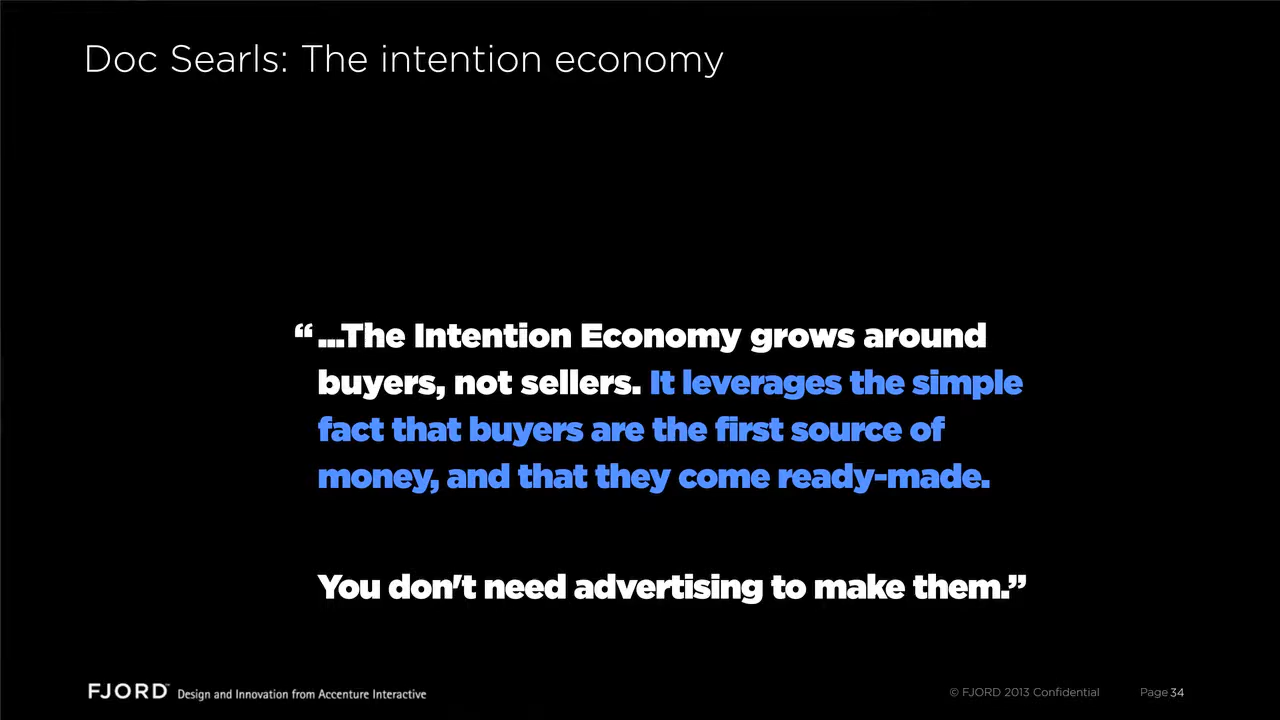 Doc Searls: The intention economy
“ ...The Intention Economy grows around
buyers, not sellers. It leverages the simple
fact that buyers are the first source of
money, and that they come ready-made.
You don't need advertising to make them.”
FJORD™ Design and Innovation from Accenture Interactive
© FJORD 2013 Confidential Page 34